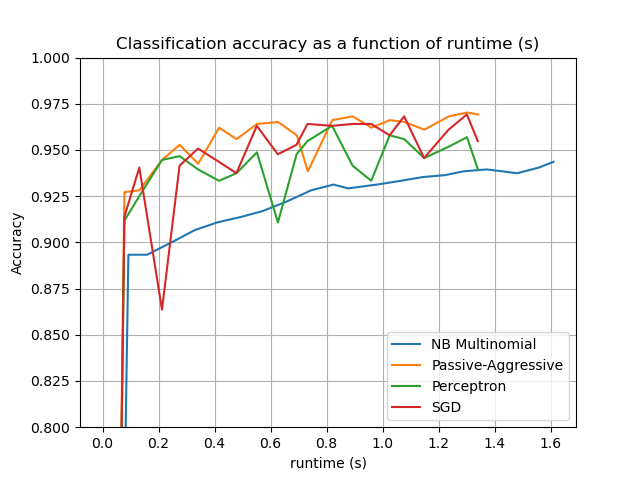 Classification accuracy as a function of runtime (s)
1.000
0.975
0.950
0.925
0.900
0.875
0.850
0.825
0.800
Accuracy
0.0 0.2 0.4 0.6 0.8 1.0 1.2 1.4 1.6
runtime (s)
NB Multinomial
Passive-Aggressive
Perceptron
SGD